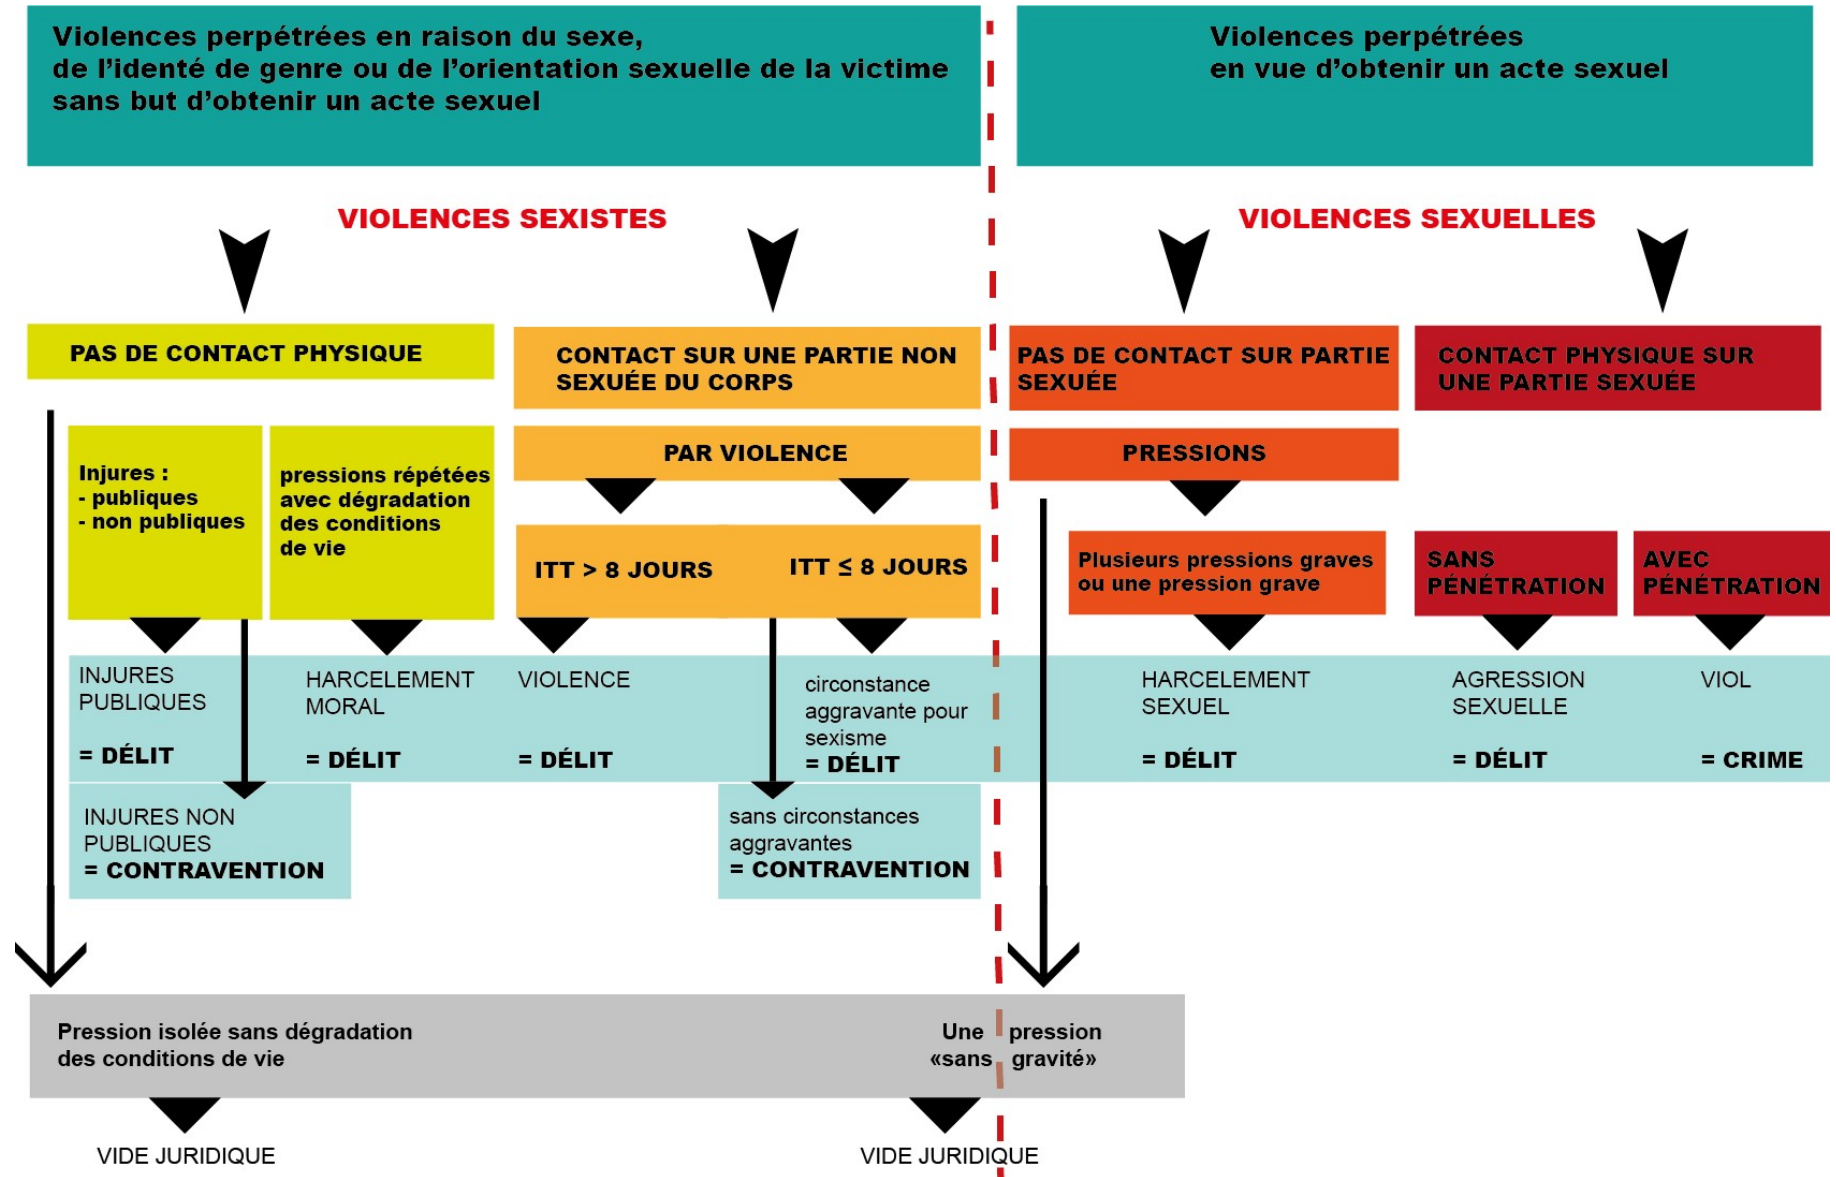 Violences perpétrées en raison du sexe,
de l'identé de genre ou de l'orientation sexuelle de la victime
sans but d'obtenir un acte sexuel
Violences perpétrées
en vue d'obtenir un acte sexuel
VIOLENCES SEXISTES
VIOLENCES SEXUELLES
PAS DE CONTACT PHYSIQUE
CONTACT SUR UNE PARTIE NON
SEXUÉE DU CORPS
PAS DE CONTACT SUR PARTIE
SEXUÉE
CONTACT PHYSIQUE SUR
UNE PARTIE SEXUÉE
Injures :
- publiques
- non publiques
pressions répétées
avec dégradation
des conditions
de vie
PAR VIOLENCE
PRESSIONS
ITT > 8 JOURS
ITT ≤ 8 JOURS
Plusieurs pressions graves
ou une pression grave
SANS
PÉNÉTRATION
AVEC
PÉNÉTRATION
INJURES
PUBLIQUES
= DÉLIT
HARCELEMENT
MORAL
= DÉLIT
VIOLENCE
= DÉLIT
circonstance
aggravante pour
sexisme
= DÉLIT
HARCELEMENT
SEXUEL
= DÉLIT
AGRESSION
SEXUELLE
= DÉLIT
VIOL
= CRIME
INJURES NON
PUBLIQUES
= CONTRAVENTION
sans circonstances
aggravantes
= CONTRAVENTION
Pression isolée sans dégradation
des conditions de vie
Une pression
«sans gravité»
VIDE JURIDIQUE
VIDE JURIDIQUE